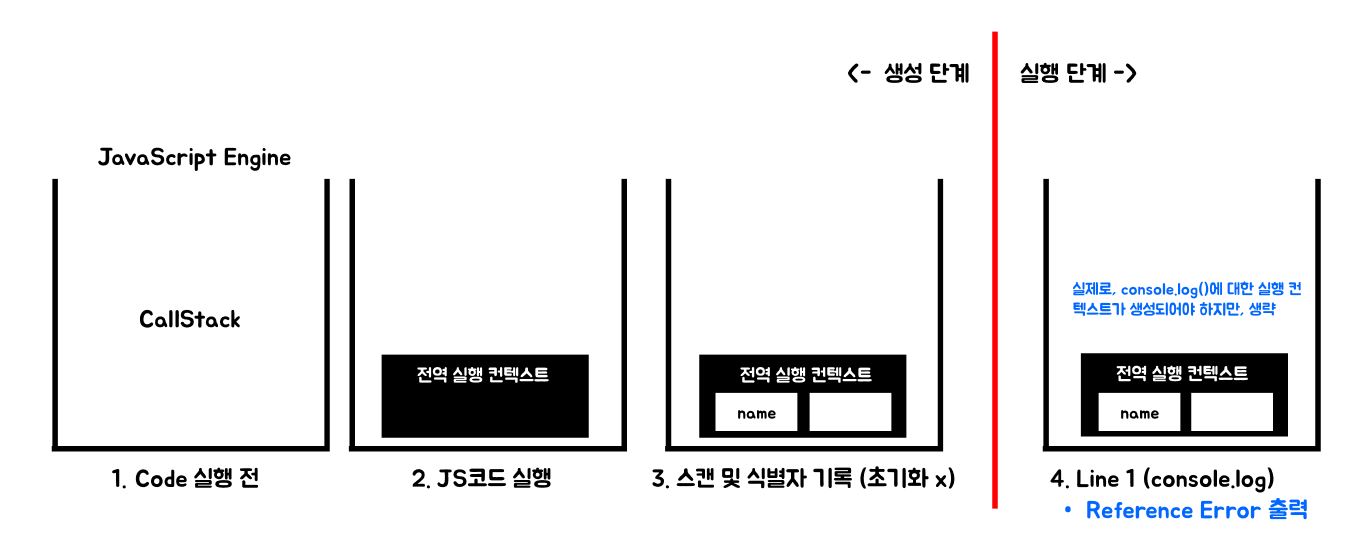 <- 생성 단계
실행 단계 ->
JavaScript Engine
CallStack
전역 실행 컨텍스트
전역 실행 컨텍스트
name
실제로, console.log()에 대한 실행 컨
텍스트가 생성되어야 하지만, 생략
전역 실행 컨텍스트
name
1. Code 실행 전
2. JS코드 실행
3. 스캔 및 식별자 기록 (초기화 x)
4. Line 1 (console.log)
• Reference Error 출력